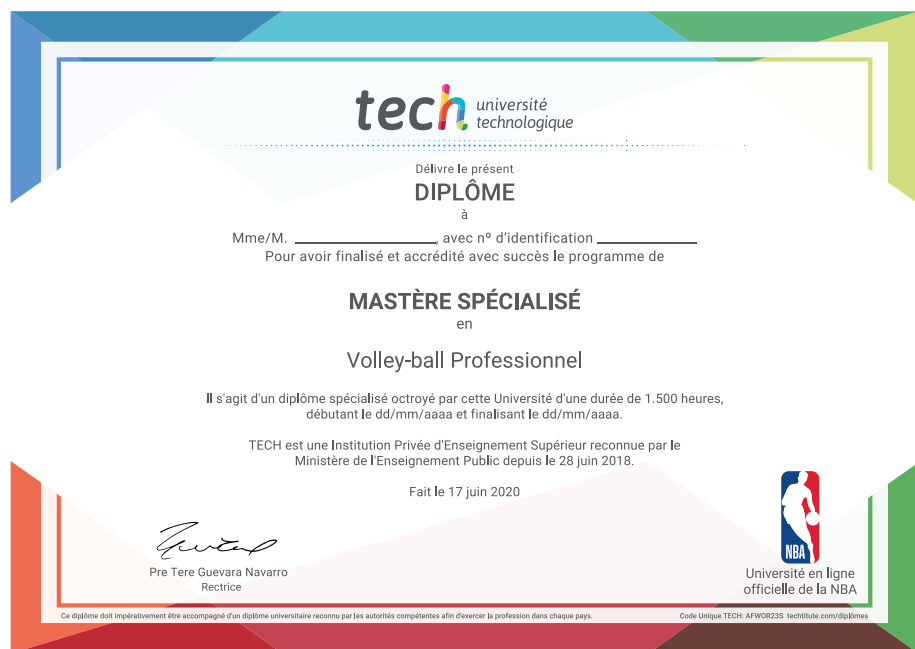 tech université
technologique
Délivre le présent
DIPLÔME
à
Mme/M. ____________________, avec nº d'identification ______________
Pour avoir finalisé et accrédité avec succès le programme de
MASTÈRE SPÉCIALISÉ
en
Volley-ball Professionnel
Il s'agit d'un diplôme spécialisé octroyé par cette Université d'une durée de 1.500 heures,
débutant le dd/mm/aaaa et finalisant le dd/mm/aaaa.
TECH est une Institution Privée d'Enseignement Supérieur reconnue par le
Ministère de l'Enseignement Public depuis le 28 juin 2018.
Fait le 17 juin 2020
Pre Tere Guevara Navarro
Rectrice
NBA
Université en ligne
officielle de la NBA
Ce diplôme doit impérativement être accompagné d'un diplôme universitaire reconnu par les autorités compétentes afin d'exercer la profession dans chaque pays.
Code Unique TECH: AFWOR23S techtitute.com/diplômes